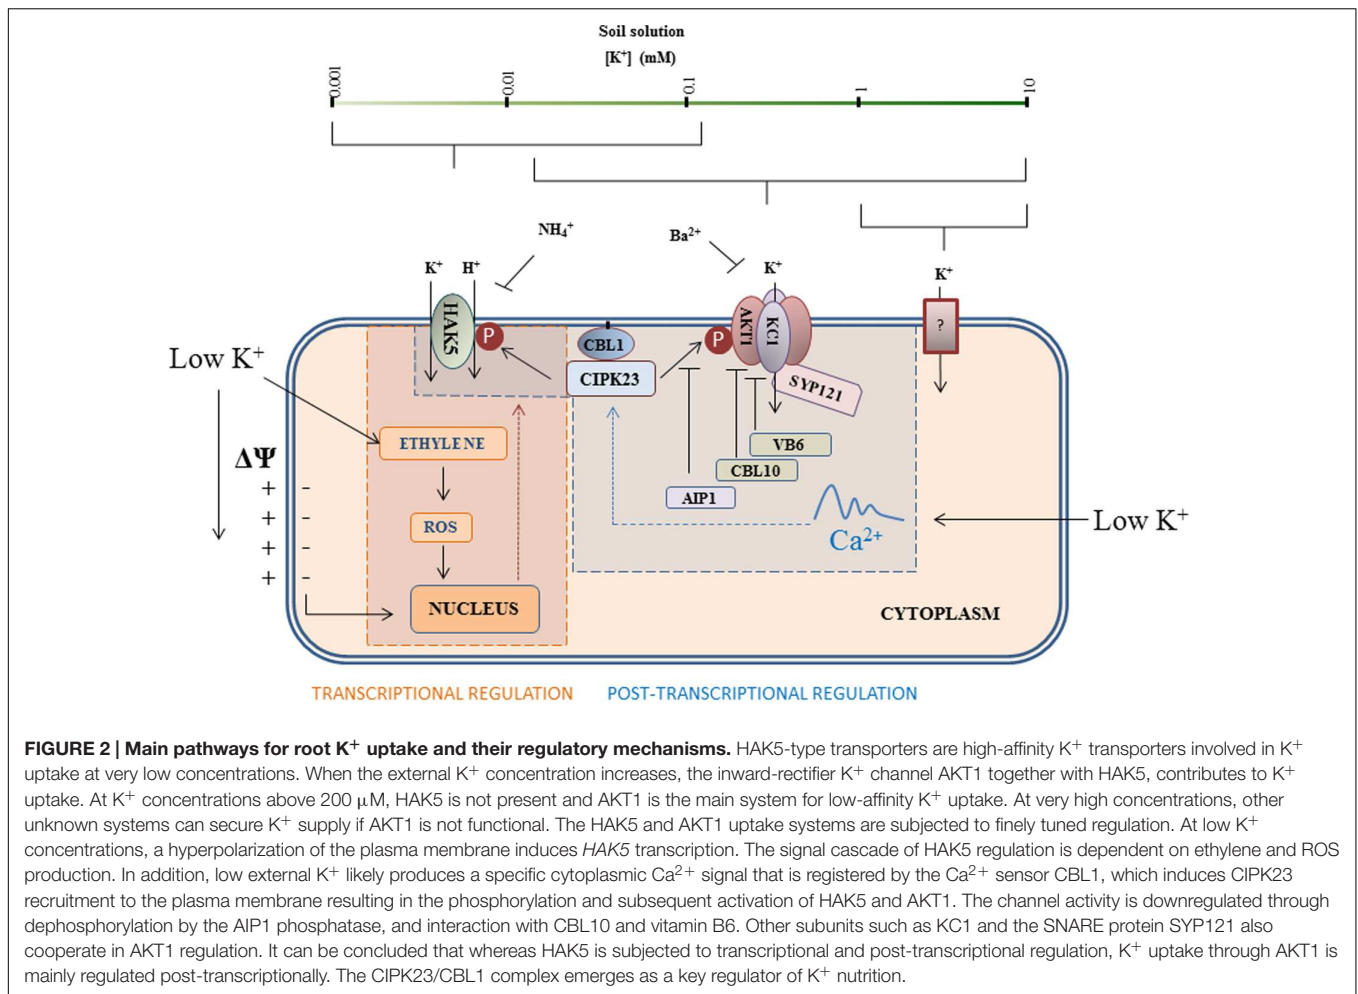 Soil solution
[K+] (mM)
0.001
0.01
0.1
1
10
NH4+
Ba2+
K+
H+
K+
K+
HAK5
P
CBL1
CIPK23
P
AKT1
KC1
SYP121
?
Low K+
ETHYLENE
ΔΨ
+ -
+ -
+ -
+ -
ROS
NUCLEUS
VB6
CBL10
AIP1
Ca2+
Low K+
CYTOPLASM
TRANSCRIPTIONAL REGULATION
POST-TRANSCRIPTIONAL REGULATION
FIGURE 2 | Main pathways for root K+ uptake and their regulatory mechanisms. HAK5-type transporters are high-affinity K+ transporters involved in K+
uptake at very low concentrations. When the external K+ concentration increases, the inward-rectifier K+ channel AKT1 together with HAK5, contributes to K+
uptake. At K+ concentrations above 200 μM, HAK5 is not present and AKT1 is the main system for low-affinity K+ uptake. At very high concentrations, other
unknown systems can secure K+ supply if AKT1 is not functional. The HAK5 and AKT1 uptake systems are subjected to finely tuned regulation. At low K+
concentrations, a hyperpolarization of the plasma membrane induces HAK5 transcription. The signal cascade of HAK5 regulation is dependent on ethylene and ROS
production. In addition, low external K+ likely produces a specific cytoplasmic Ca2+ signal that is registered by the Ca2+ sensor CBL1, which induces CIPK23
recruitment to the plasma membrane resulting in the phosphorylation and subsequent activation of HAK5 and AKT1. The channel activity is downregulated through
dephosphorylation by the AIP1 phosphatase, and interaction with CBL10 and vitamin B6. Other subunits such as KC1 and the SNARE protein SYP121 also
cooperate in AKT1 regulation. It can be concluded that whereas HAK5 is subjected to transcriptional and post-transcriptional regulation, K+ uptake through AKT1 is
mainly regulated post-transcriptionally. The CIPK23/CBL1 complex emerges as a key regulator of K+ nutrition.